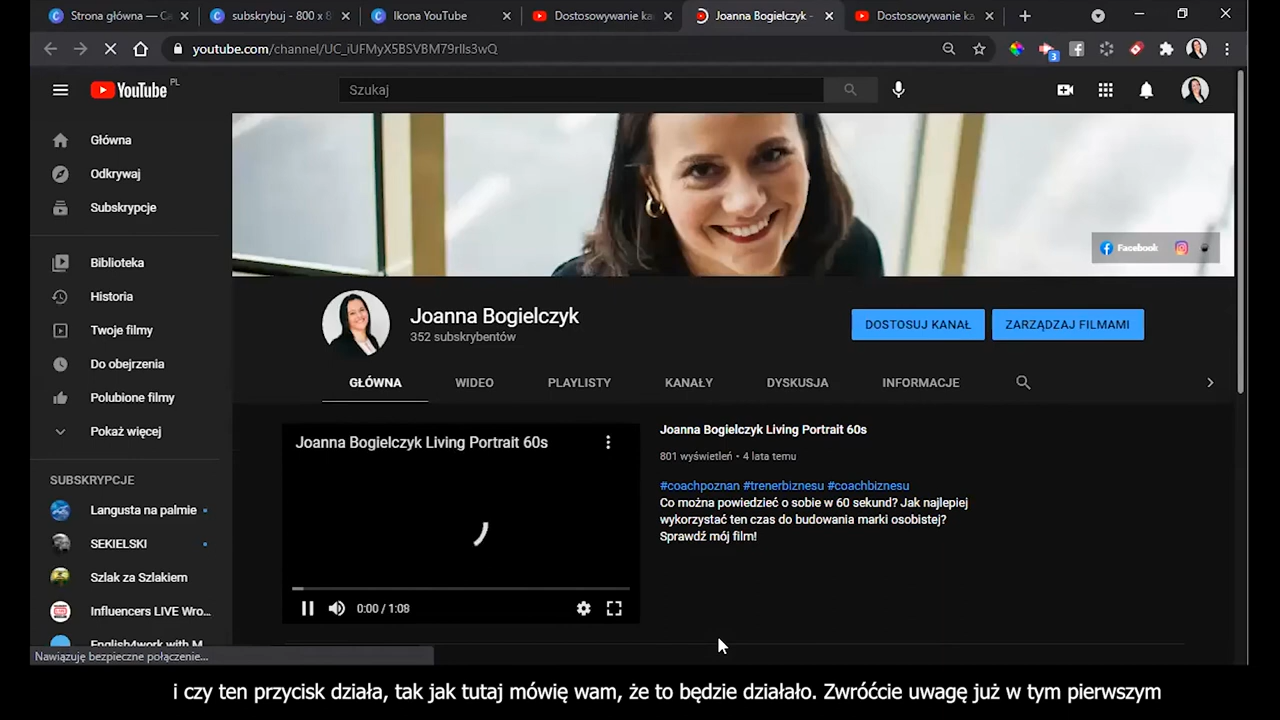 Strona główna — Ca
subskrybuj - 800 x 8
Ikona YouTube
Dostosowywanie ka
Joanna Bogielczyk -
Dostosowywanie ka
youtube.com/channel/UC_iUFMyX5BSVBM79rlls3wQ
3
YouTube PL
Szukaj
Główna
Odkrywaj
Subskrypcje
Biblioteka
Historia
Twoje filmy
Do obejrzenia
Polubione filmy
Pokaż więcej
SUBSKRYPCJE
Langusta na palmie
SEKIELSKI
Szlak za Szlakiem
Influencers LIVE Wro...
English4work with M
Facebook
Joanna Bogielczyk
352 subskrybentów
DOSTOSUJ KANAŁ
ZARZĄDZAJ FILMAMI
GŁÓWNA WIDEO PLAYLISTY KANAŁY DYSKUSJA INFORMACJE
Joanna Bogielczyk Living Portrait 60s
0:00 / 1:08
Joanna Bogielczyk Living Portrait 60s
801 wyświetleń • 4 lata temu
#coachpoznan #trenerbiznesu #coachbiznesu
Co można powiedzieć o sobie w 60 sekund? Jak najlepiej
wykorzystać ten czas do budowania marki osobistej?
Sprawdź mój film!
Nawiązuję bezpieczne połączenie...
i czy ten przycisk działa, tak jak tutaj mówię wam, że to będzie działało. Zwróćcie uwagę już w tym pierwszym